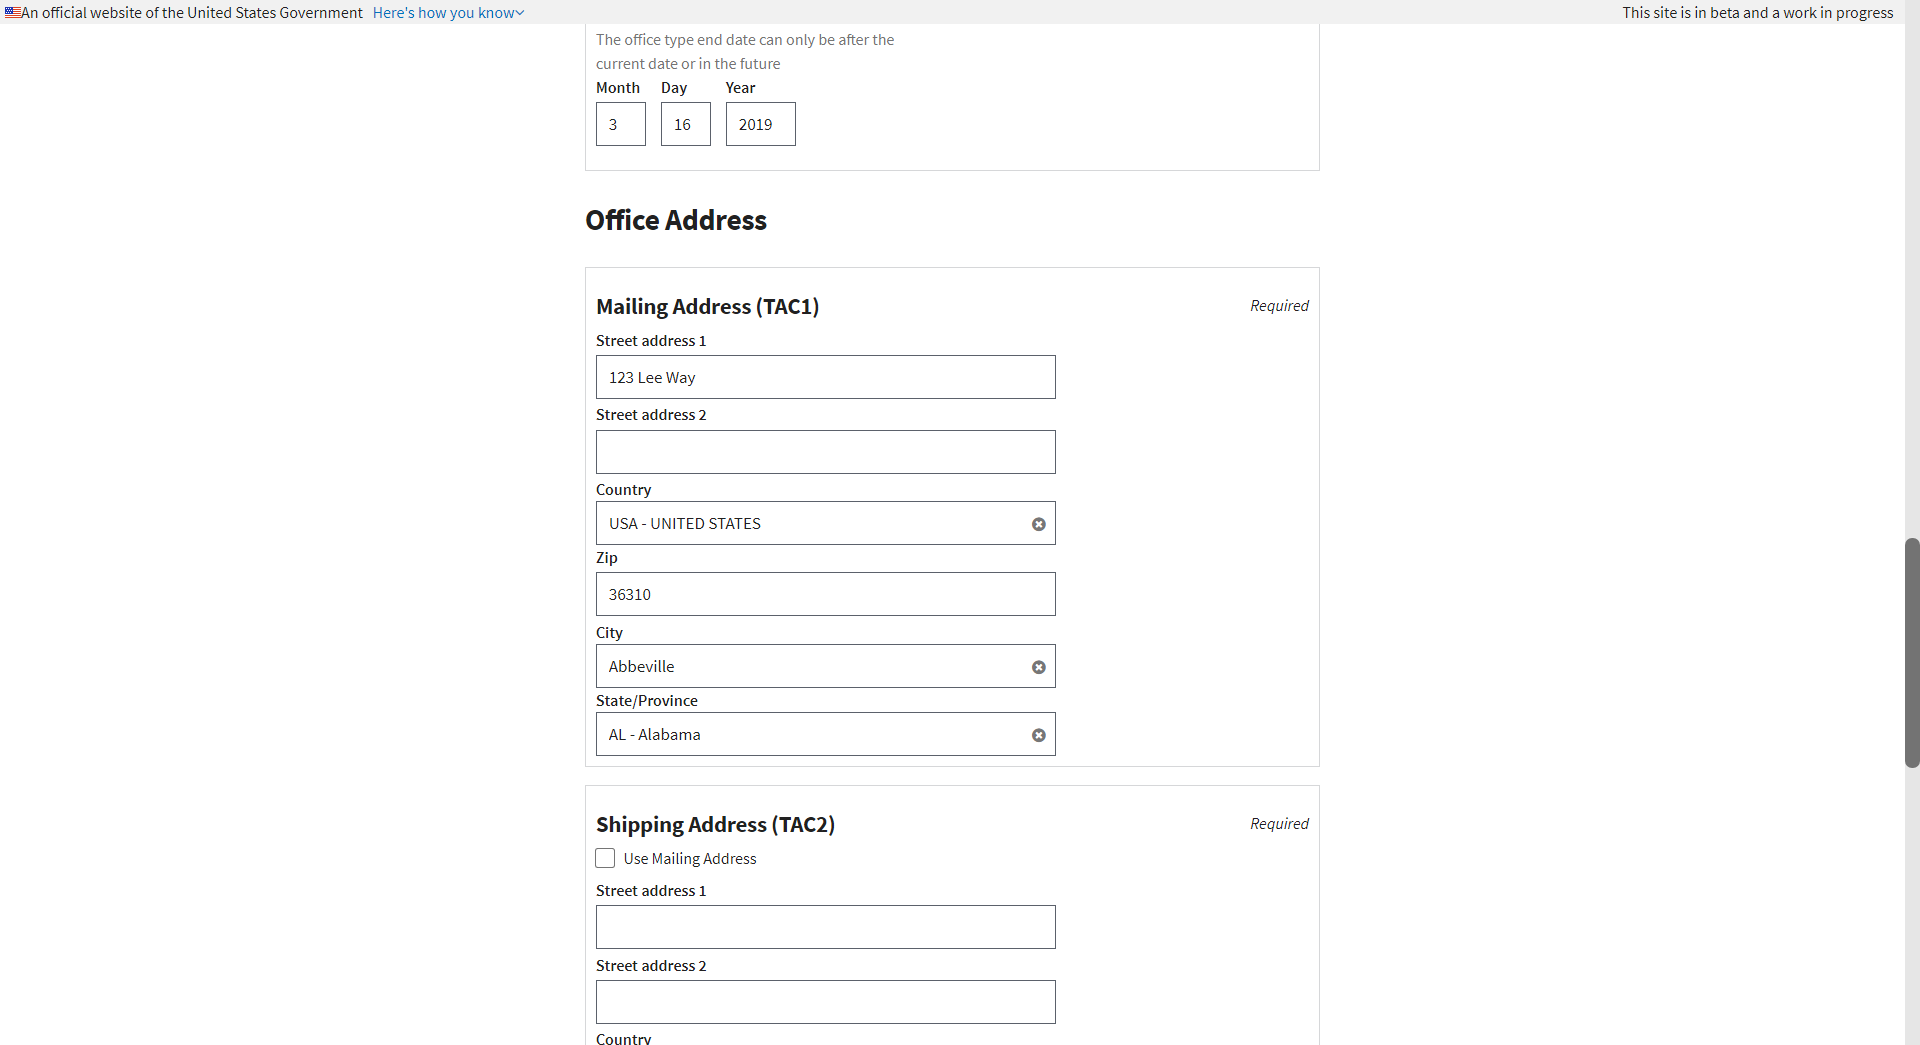 An official website of the United States Government Here's how you know
This site is in beta and a work in progress
The office type end date can only be after the
current date or in the future
Month Day Year
3 16 2019
Office Address
Mailing Address (TAC1) Required
Street address 1
123 Lee Way
Street address 2
Country
USA - UNITED STATES
Zip
36310
City
Abbeville
State/Province
AL - Alabama
Shipping Address (TAC2) Required
Use Mailing Address
Street address 1
Street address 2
Country